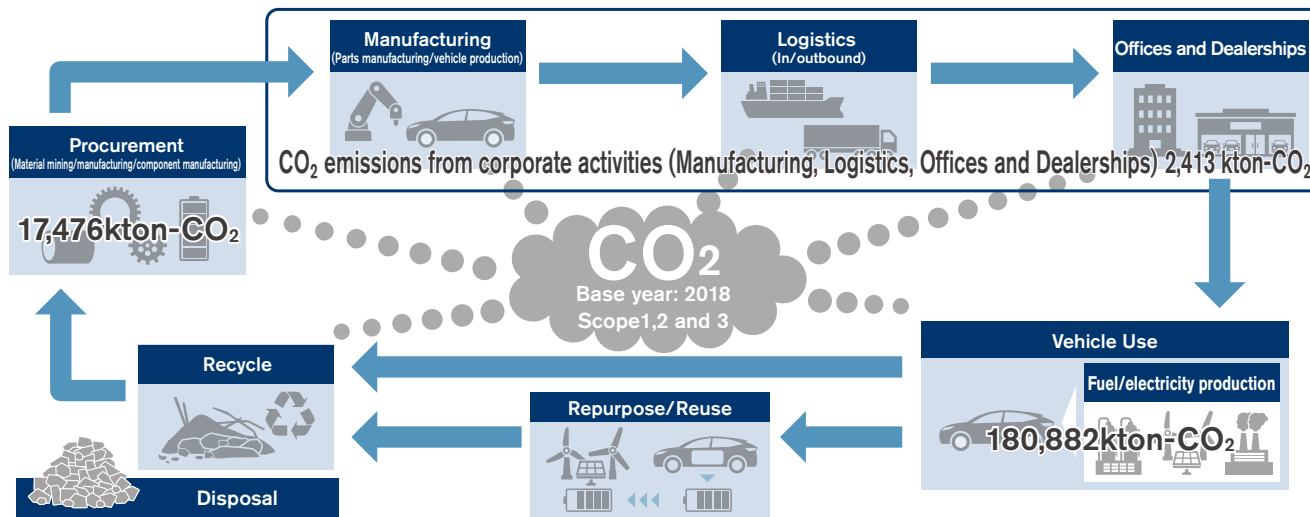 Manufacturing
(Parts manufacturing/vehicle production)
Logistics
(In/outbound)
Offices and Dealerships
CO₂ emissions from corporate activities (Manufacturing, Logistics, Offices and Dealerships) 2,413 kton-CO₂
Procurement
(Material mining/manufacturing/component manufacturing)
17,476kton-CO₂
CO₂
Base year: 2018
Scope1,2 and 3
Vehicle Use
Fuel/electricity production
180,882kton-CO₂
Recycle
Repurpose/Reuse
Disposal